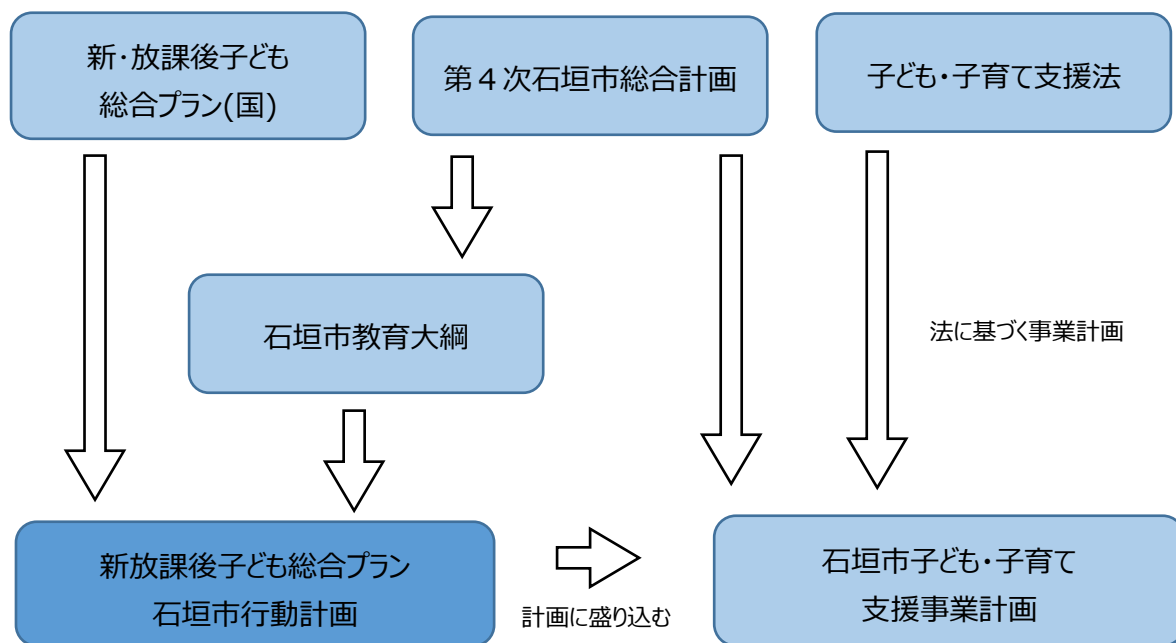 新・放課後子ども
総合プラン(国)
第４次石垣市総合計画
子ども・子育て支援法
石垣市教育大綱
法に基づく事業計画
新放課後子ども総合プラン
石垣市行動計画
計画に盛り込む
石垣市子ども・子育て
支援事業計画